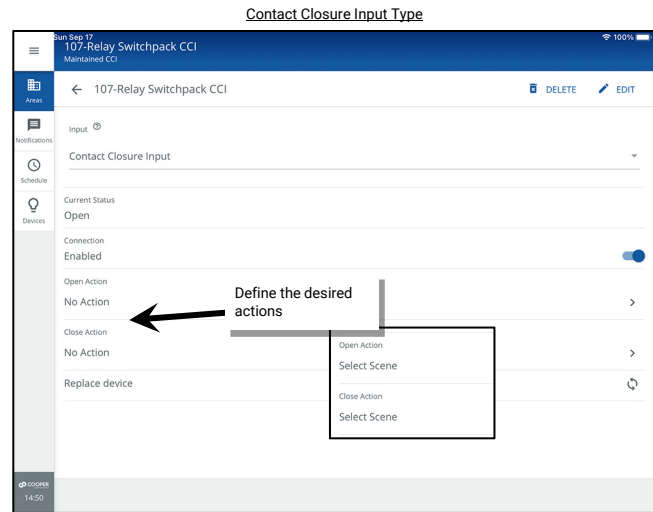 Contact Closure Input Type
Sun Sep 17
100%
107-Relay Switchpack CCI
Maintained CCI
Areas
107-Relay Switchpack CCI
DELETE
EDIT
Notifications
Input
Contact Closure Input
Schedule
Devices
Current Status
Open
Connection
Enabled
Open Action
No Action
Define the desired
actions
Close Action
No Action
Open Action
Select Scene
Replace device
Close Action
Select Scene
COOPER
14:50